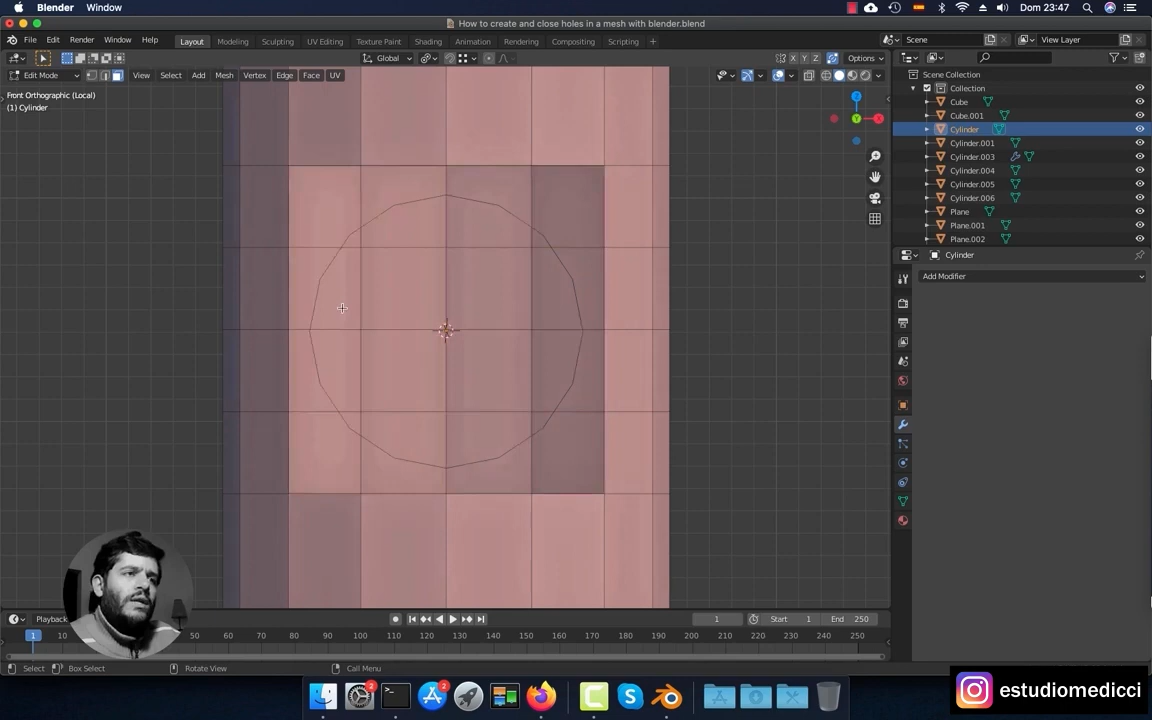 Blender Window
Dom 23:47
How to create and close holes in a mesh with blender.blend
File Edit Render Window Help
Layout Modeling Sculpting UV Editing Texture Paint Shading Animation Rendering Compositing Scripting +
Scene
View Layer
Global
X Y Z
Options
Edit Mode
View Select Add Mesh Vertex Edge Face UV
Front Orthographic (Local)
(1) Cylinder
Z
Y
X
Scene Collection
Collection
Cube
Cube.001
Cylinder
Cylinder.001
Cylinder.003
Cylinder.004
Cylinder.005
Cylinder.006
Plane
Plane.001
Plane.002
Cylinder
Add Modifier
Playback
1
Start 1
End 250
1 10 50 60 70 80 90 100 110 120 130 140 150 160 170 180 190 200 210 220 230 240 250
Select
Box Select
Rotate View
Call Menu
2
2
estudiomedicci